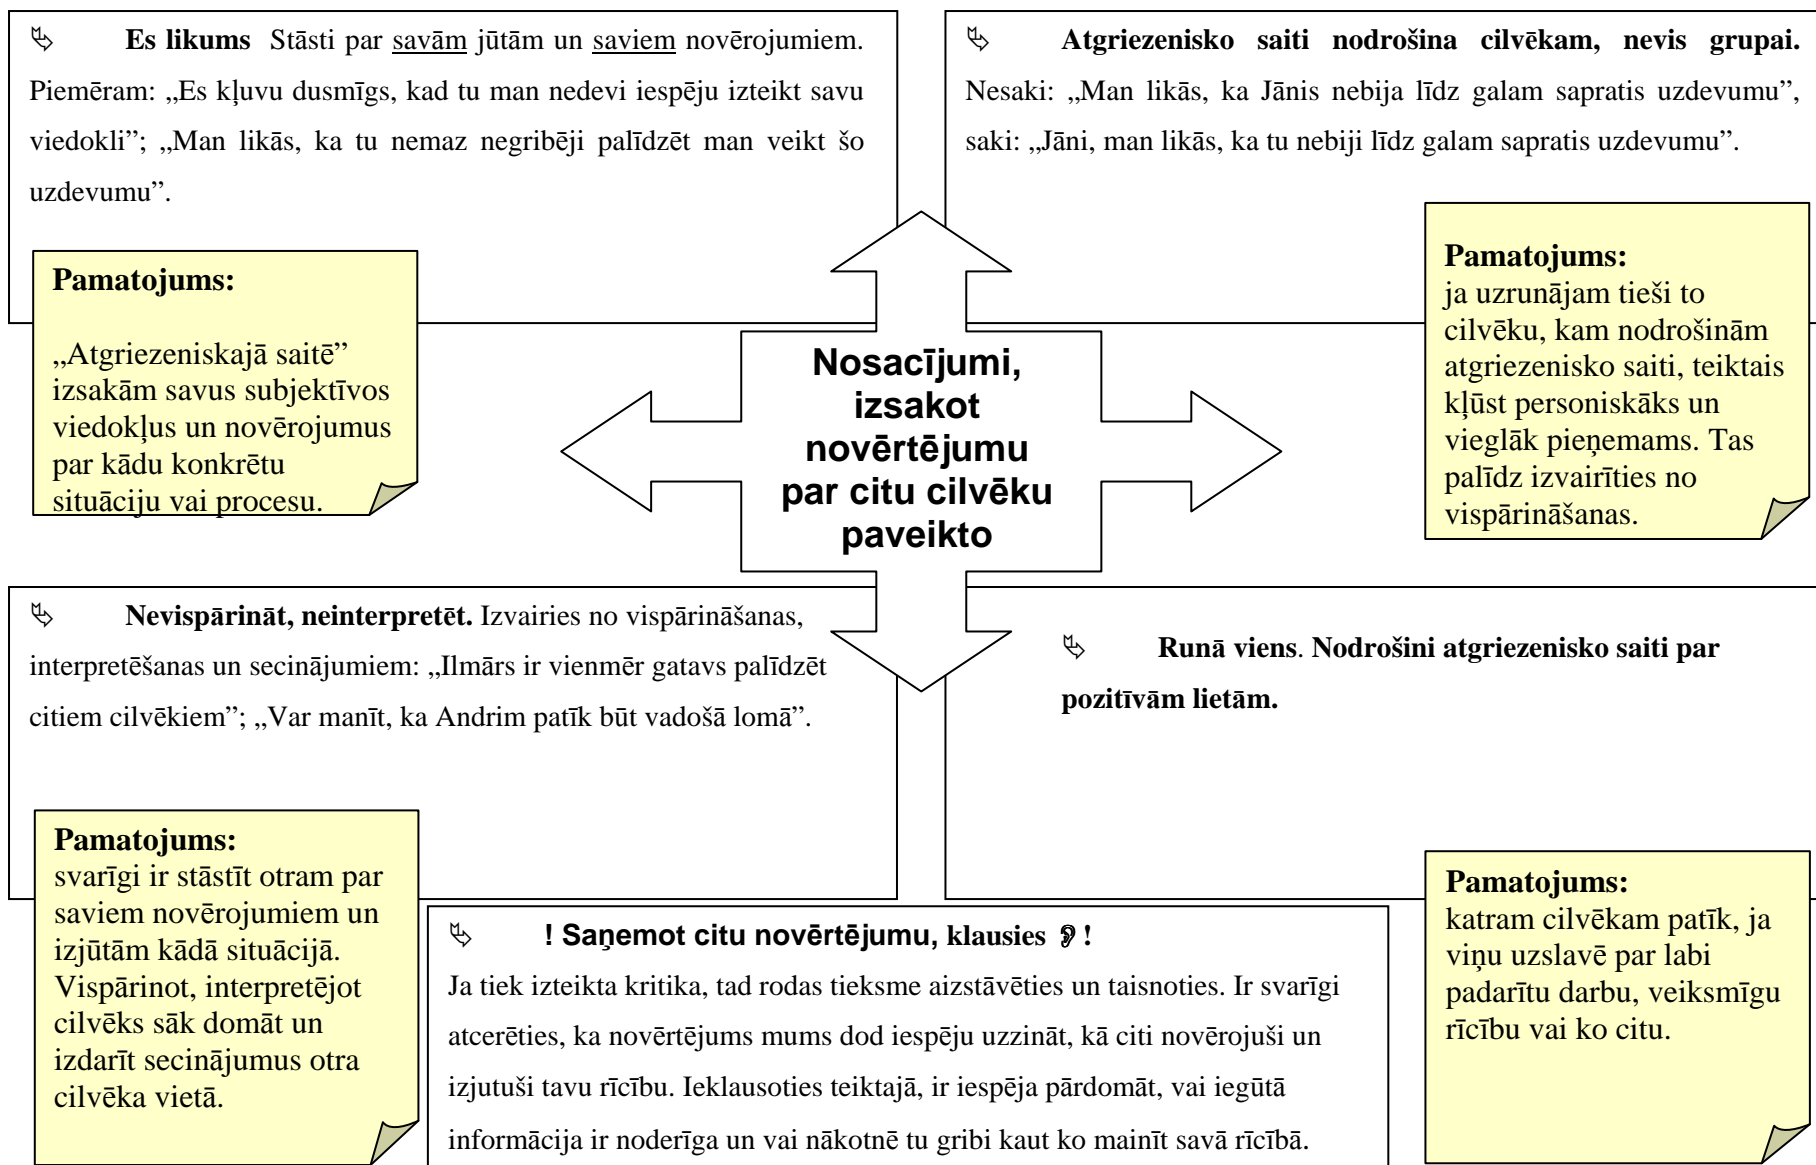 Es likums Stāsti par savām jūtām un saviem novērojumiem.
Piemēram: „Es kļuvu dusmīgs, kad tu man nedevi iespēju izteikt savu
viedokli”; „Man likās, ka tu nemaz negribēji palīdzēt man veikt šo
uzdevumu”.
Pamatojums:
„Atgriezeniskajā saitē”
izsakām savus subjektīvos
viedokļus un novērojumus
par kādu konkrētu
situāciju vai procesu.
Atgriezenisko saiti nodrošina cilvēkam, nevis grupai.
Nesaki: „Man likās, ka Jānis nebija līdz galam sapratis uzdevumu”,
saki: „Jāni, man likās, ka tu nebiji līdz galam sapratis uzdevumu”.
Pamatojums:
ja uzrunājam tieši to
cilvēku, kam nodrošinām
atgriezenisko saiti, teiktais
kļūst personiskāks un
vieglāk pieņemams. Tas
palīdz izvairīties no
vispārināšanas.
Nosacījumi,
izsakot
novērtējumu
par citu cilvēku
paveikto
Nevispārināt, neinterpretēt. Izvairies no vispārināšanas,
interpretēšanas un secinājumiem: „Ilmārs ir vienmēr gatavs palīdzēt
citiem cilvēkiem”; „Var manīt, ka Andrim patīk būt vadošā lomā”.
Pamatojums:
svarīgi ir stāstīt otram par
saviem novērojumiem un
izjūtām kādā situācijā.
Vispārinot, interpretējot
cilvēks sāk domāt un
izdarīt secinājumus otra
cilvēka vietā.
Runā viens. Nodrošini atgriezenisko saiti par
pozitīvām lietām.
Pamatojums:
katram cilvēkam patīk, ja
viņu uzslavē par labi
padarītu darbu, veiksmīgu
rīcību vai ko citu.
! Saņemot citu novērtējumu, klausies !
Ja tiek izteikta kritika, tad rodas tieksme aizstāvēties un taisnoties. Ir svarīgi
atcerēties, ka novērtējums mums dod iespēju uzzināt, kā citi novērojuši un
izjutuši tavu rīcību. Ieklausoties teiktajā, ir iespēja pārdomāt, vai iegūtā
informācija ir noderīga un vai nākotnē tu gribi kaut ko mainīt savā rīcībā.